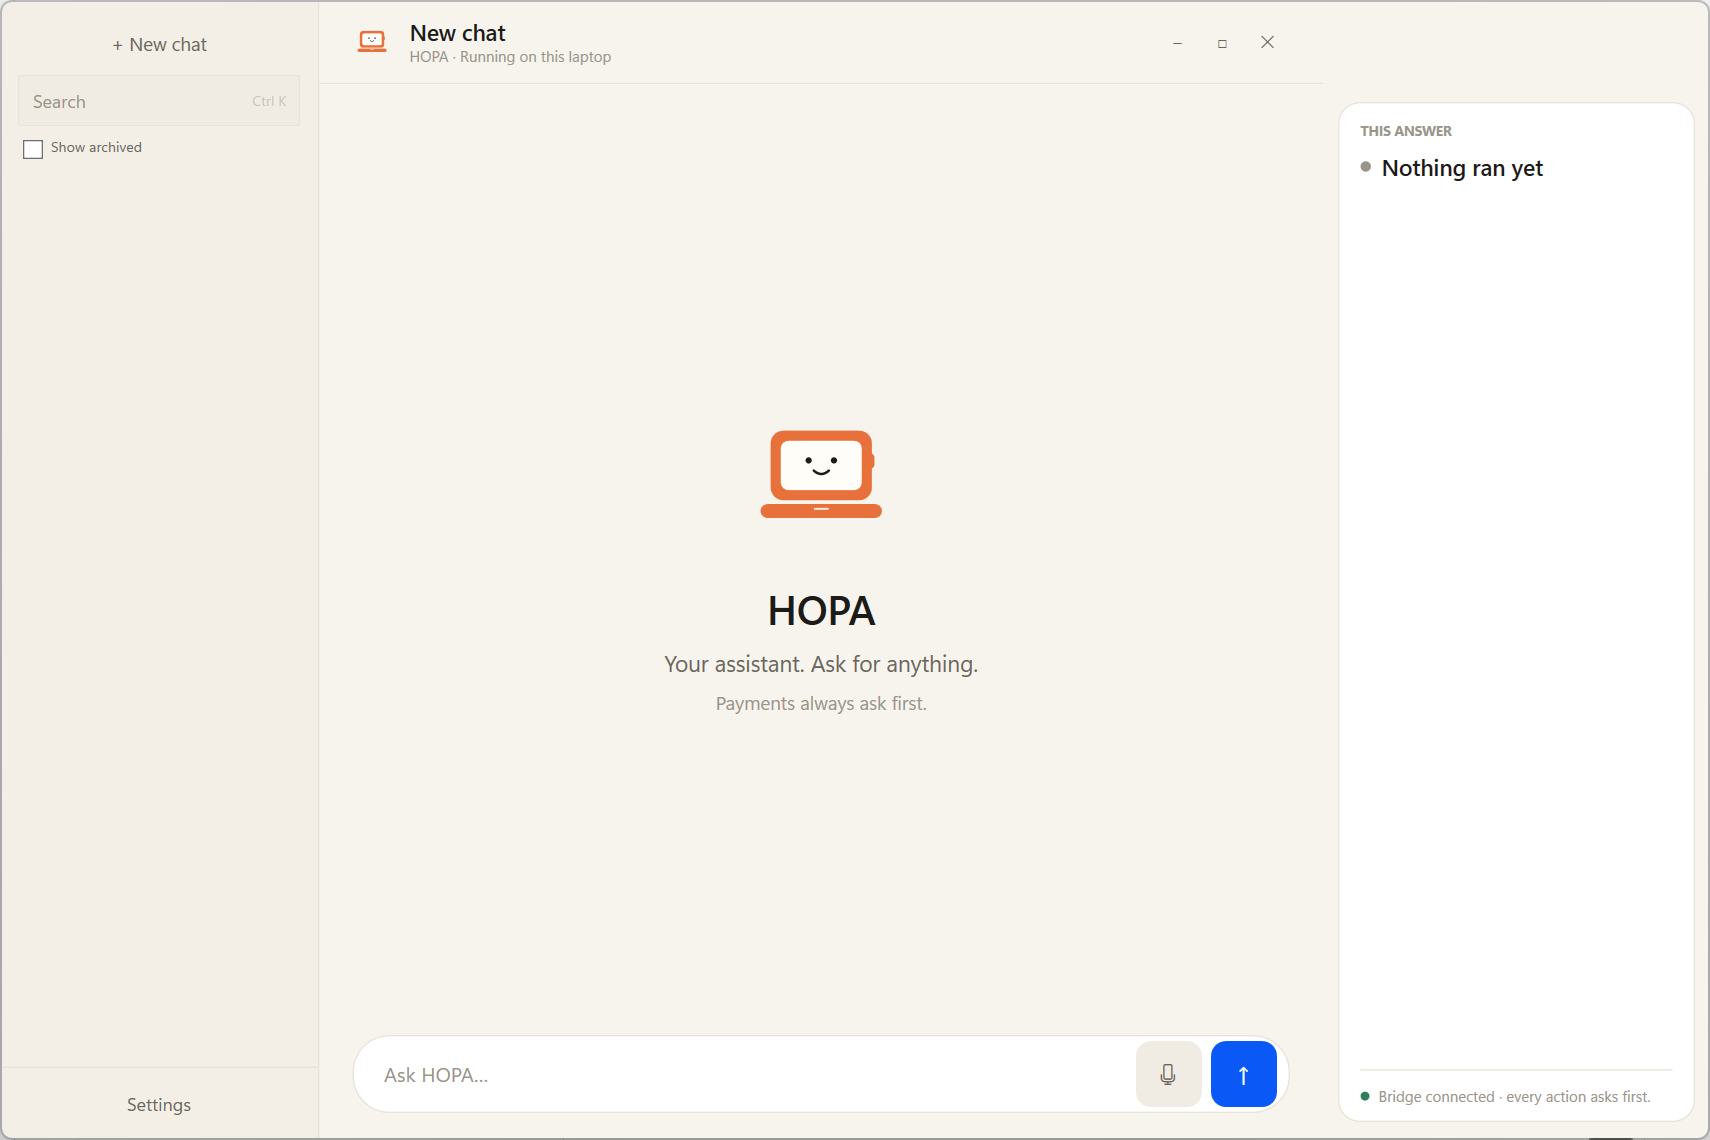 + New chat
Search
Ctrl K
Show archived
Settings
New chat
HOPA · Running on this laptop
HOPA
Your assistant. Ask for anything.
Payments always ask first.
Ask HOPA...
THIS ANSWER
Nothing ran yet
Bridge connected · every action asks first.